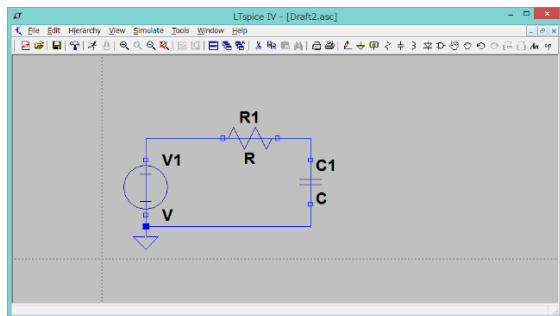 LTspice IV - [Draft2.asc]
File Edit Hierarchy View Simulate Tools Window Help
R1
R
V1
V
C1
C